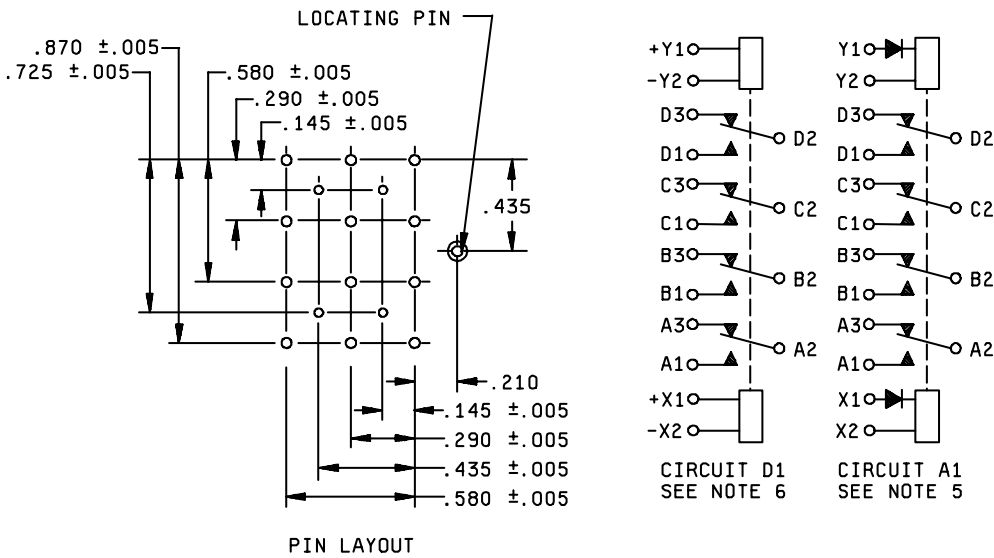 LOCATING PIN
.870 ±.005
.725 ±.005
.580 ±.005
.290 ±.005
.145 ±.005
.435
.210
.145 ±.005
.290 ±.005
.435 ±.005
.580 ±.005
PIN LAYOUT
+Y1
-Y2
D3
D2
D1
C3
C2
C1
B3
B2
B1
A3
A2
A1
+X1
-X2
CIRCUIT D1
SEE NOTE 6
Y1
Y2
D3
D2
D1
C3
C2
C1
B3
B2
B1
A3
A2
A1
X1
X2
CIRCUIT A1
SEE NOTE 5